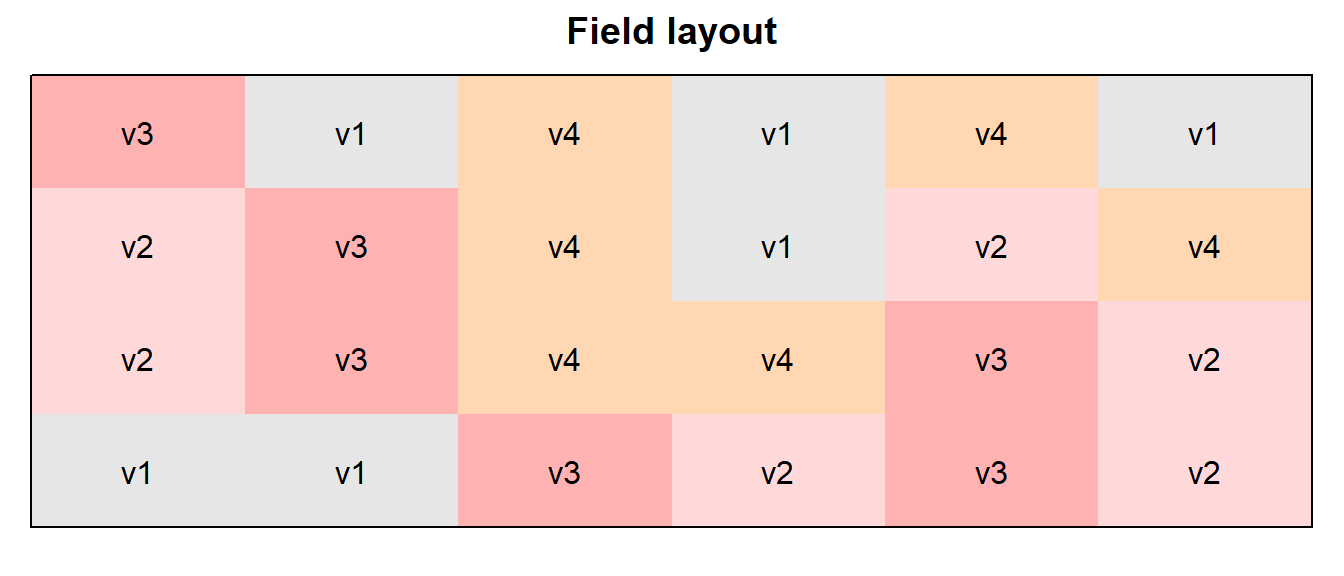 Field layout
v3 v1 v4 v1 v4 v1
v2 v3 v4 v1 v2 v4
v2 v3 v4 v4 v3 v2
v1 v1 v3 v2 v3 v2